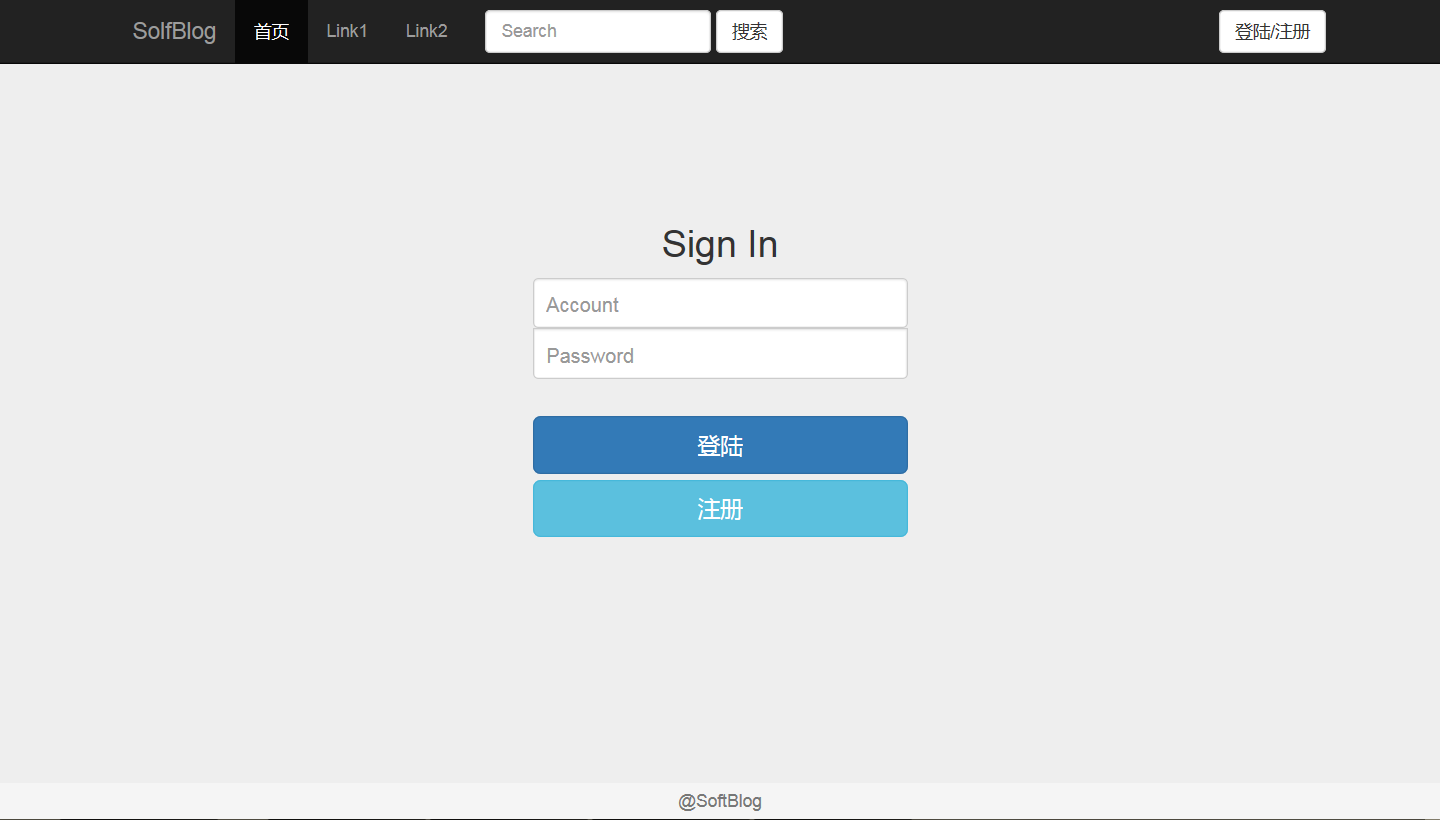 SolfBlog 首页 Link1 Link2 Search 搜索 登陆/注册
Sign In
Account
Password
登陆
注册
@SoftBlog